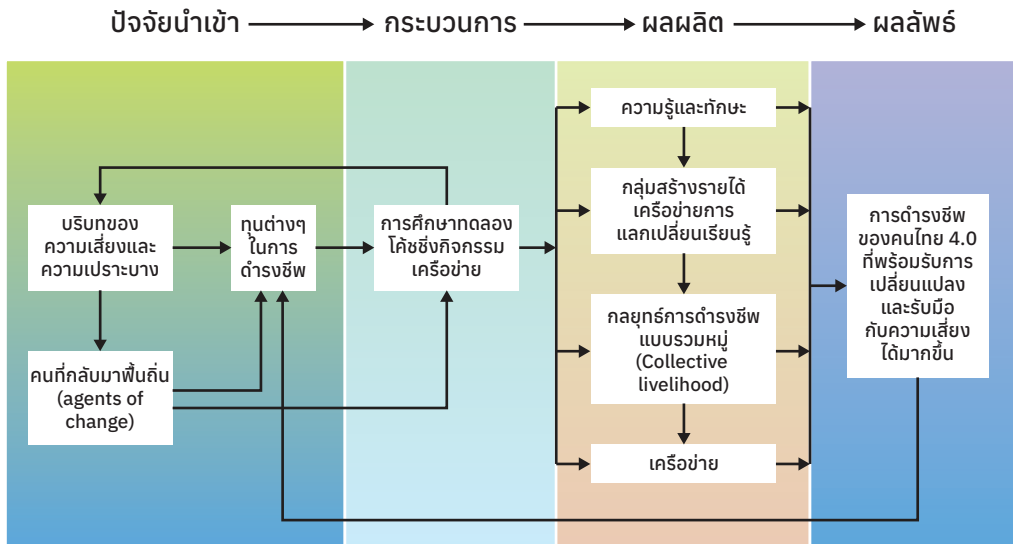 ปัจจัยนำเข้า
กระบวนการ
ผลผลิต
ผลลัพธ์
บริบทของ
ความเสี่ยงและ
ความเปราะบาง
คนที่กลับมาพื้นถิ่น
(agents of
change)
ทุนต่างๆ
ในการ
ดำรงชีพ
การศึกษาทดลอง
โค้ชชิ่งกิจกรรม
เครือข่าย
ความรู้และทักษะ
กลุ่มสร้างรายได้
เครือข่ายการ
แลกเปลี่ยนเรียนรู้
กลยุทธ์การดำรงชีพ
แบบรวมหมู่
(Collective
livelihood)
เครือข่าย
การดำรงชีพ
ของคนไทย 4.0
ที่พร้อมรับการ
เปลี่ยนแปลง
และรับมือ
กับความเสี่ยง
ได้มากขึ้น